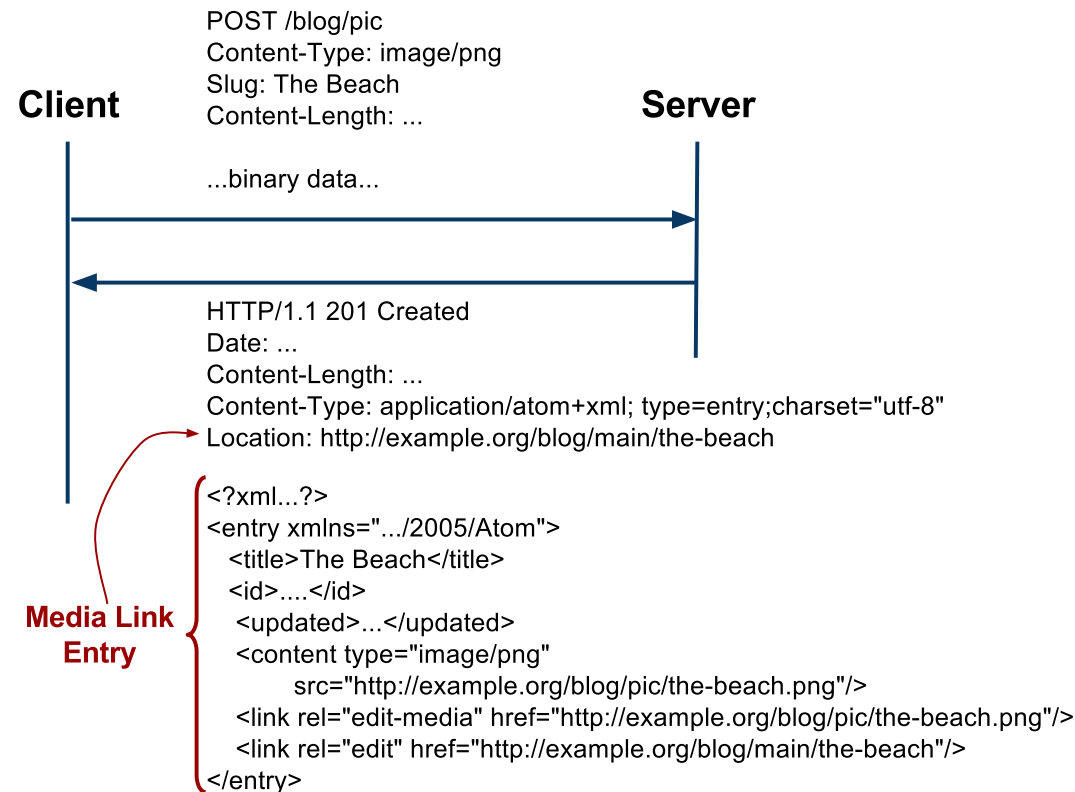 POST /blog/pic
Content-Type: image/png
Slug: The Beach
Content-Length: ...
Client
Server
...binary data...
HTTP/1.1 201 Created
Date: ...
Content-Length: ...
Content-Type: application/atom+xml; type=entry;charset="utf-8"
Location: http://example.org/blog/main/the-beach
<?xml...?>
<entry xmlns=".../2005/Atom">
<title>The Beach</title>
<id>....</id>
<updated>...</updated>
<content type="image/png"
src="http://example.org/blog/pic/the-beach.png"/>
<link rel="edit-media" href="http://example.org/blog/pic/the-beach.png"/>
<link rel="edit" href="http://example.org/blog/main/the-beach"/>
</entry>
Media Link
Entry